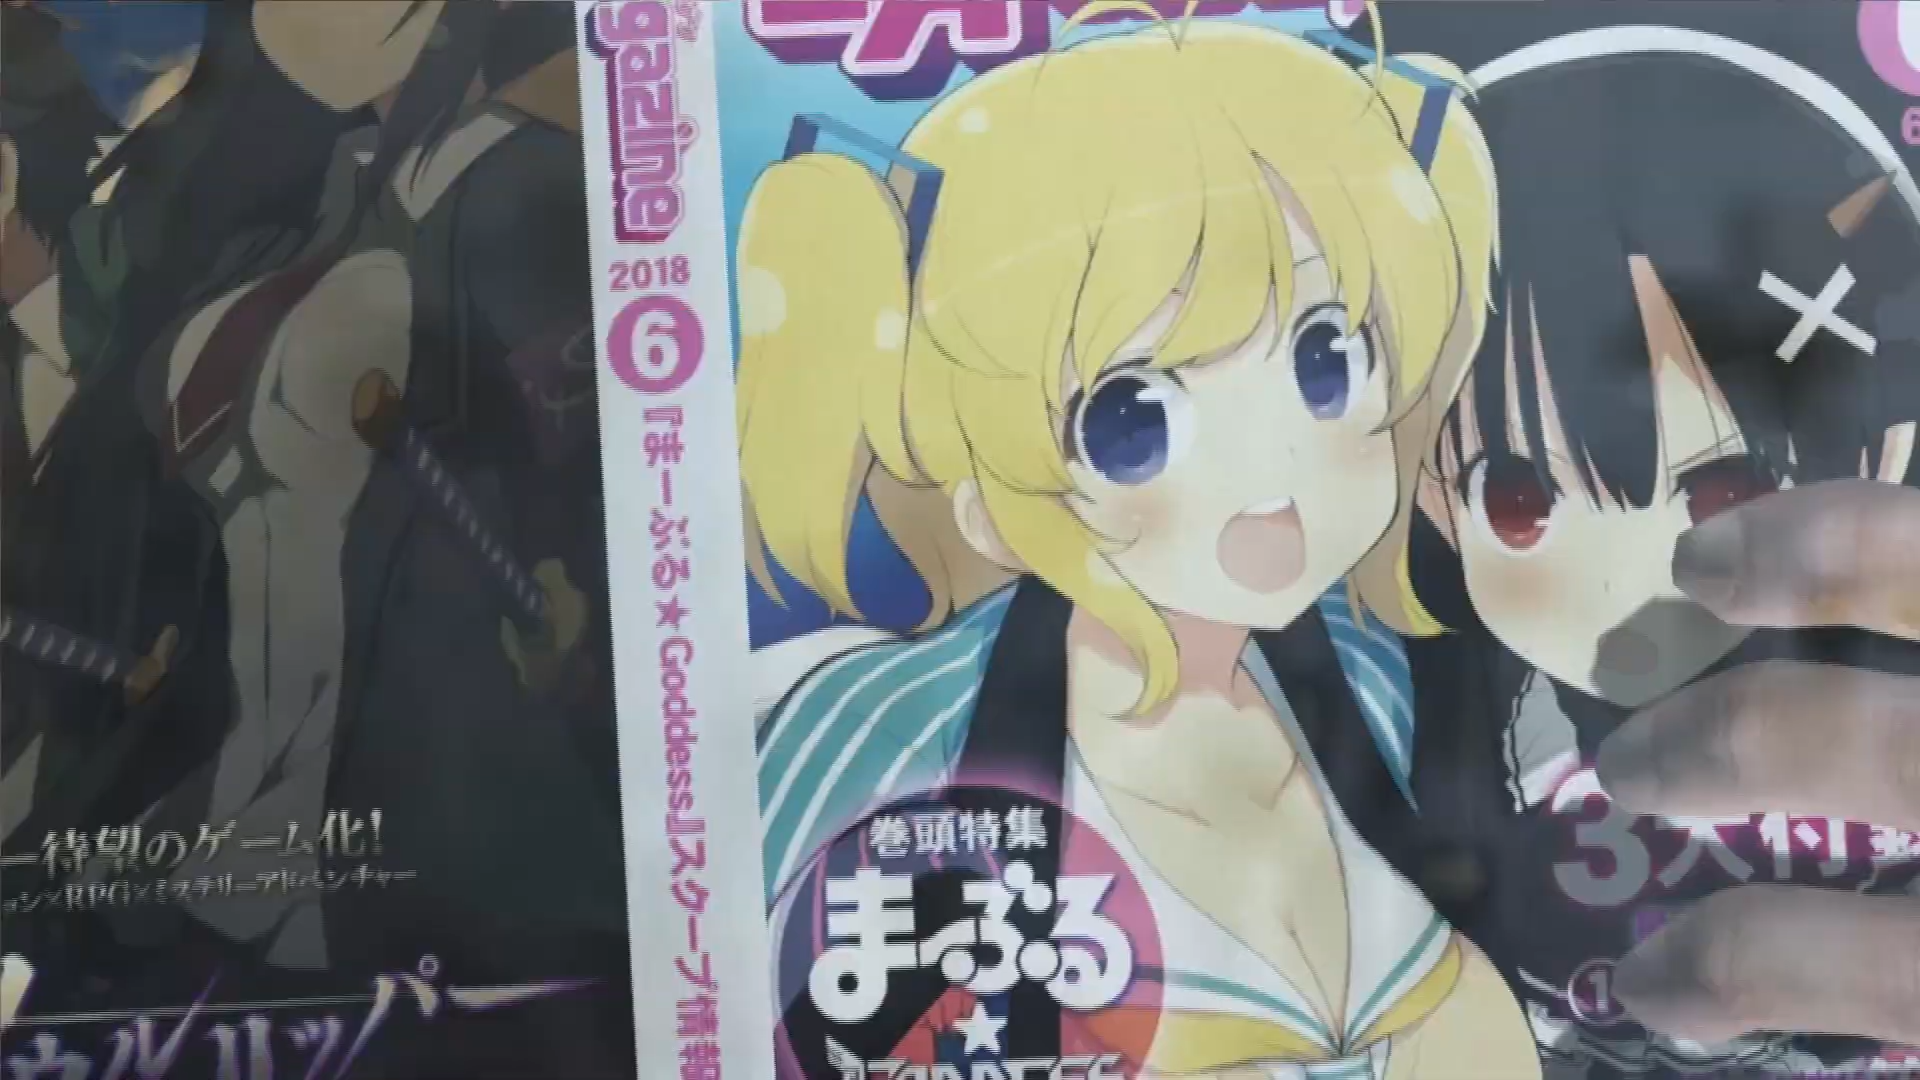 gazine
2018
6
『まーぶる★Goddess』スクープ情報
6
巻頭特集
まーぶる
★
3大付録
①
待望のゲーム化!
ョン×RPG×ミステリーアドベンチャー
ウルリッパー